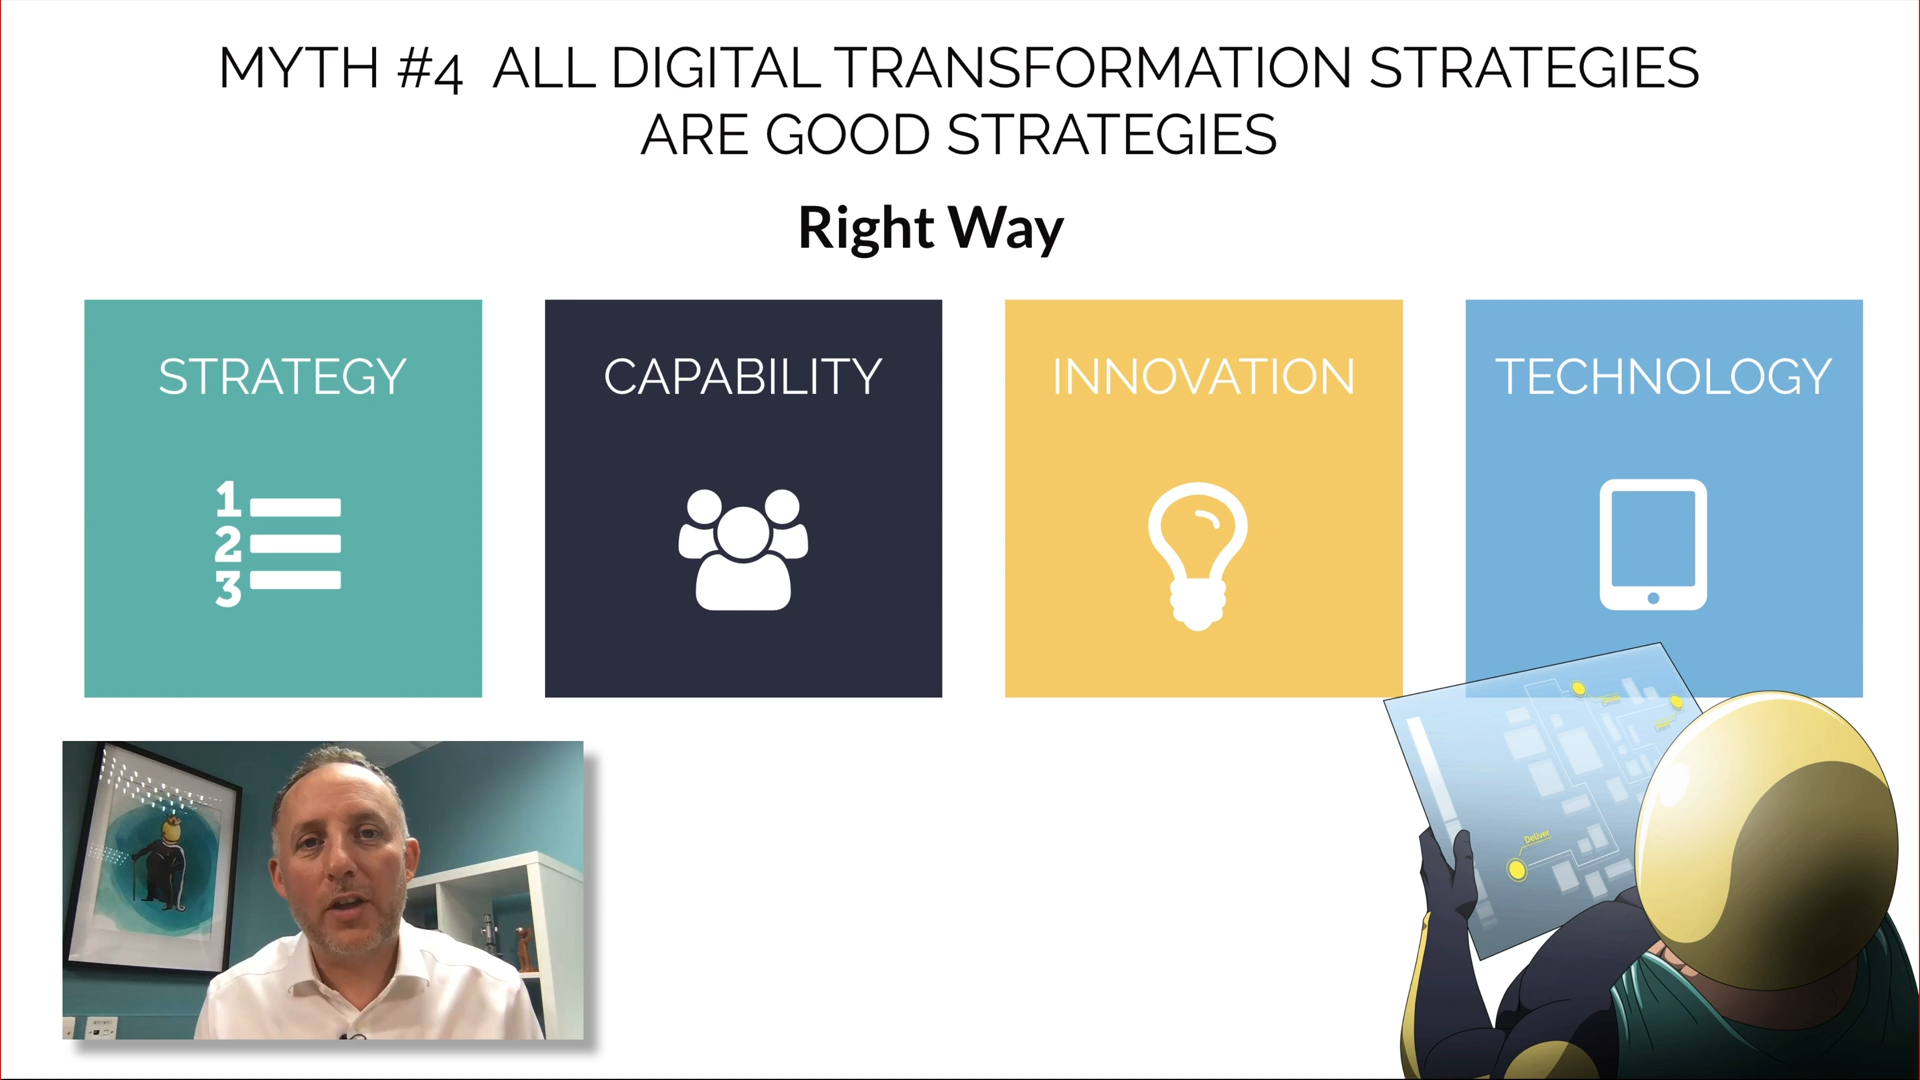 MYTH #4 ALL DIGITAL TRANSFORMATION STRATEGIES
ARE GOOD STRATEGIES
Right Way
STRATEGY
CAPABILITY
INNOVATION
TECHNOLOGY
1
2
3
Deliver